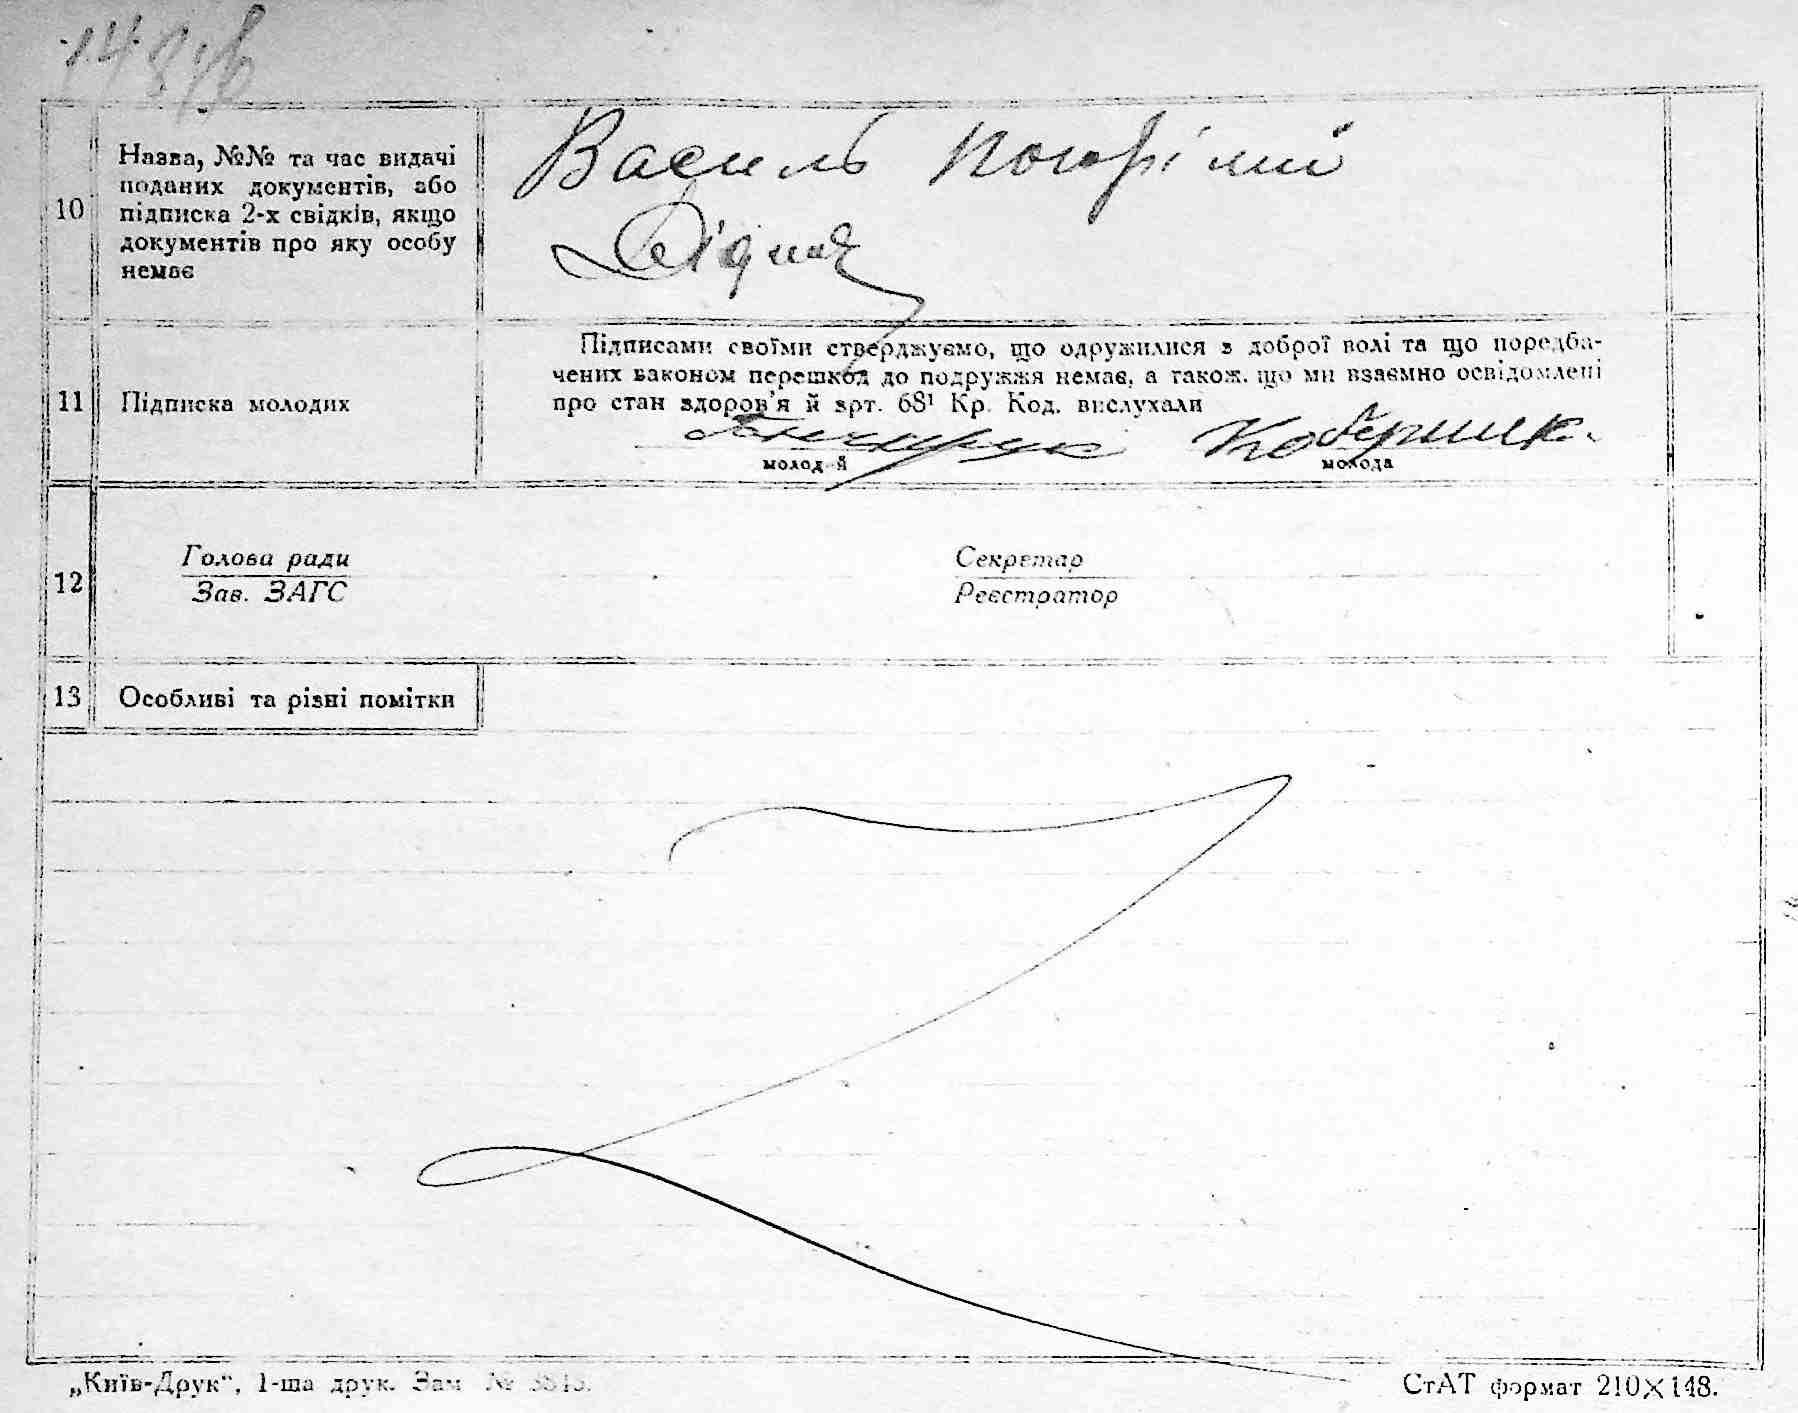 10
Назва, №№ та час видачі
поданих документів, або
підписка 2-х свідків, якщо
документів про яку особу
немає
Василь
11
Підписка молодих
Підписами своїми стверджуємо, що одружилися з доброї волі та що передба-
чених законом перешкод до подружжя немає, а також, що ми взаємно освідомлені
про стан здоров'я й арт. 68¹ Кр. Код. вислухали
Гончарук
молодий
молода
12
Голова ради
Зав. ЗАГС
Секретар
Реєстратор
13
Особливі та різні помітки
„Київ-Друк“, 1-ша друк. Зам №
СтАТ формат 210×148.